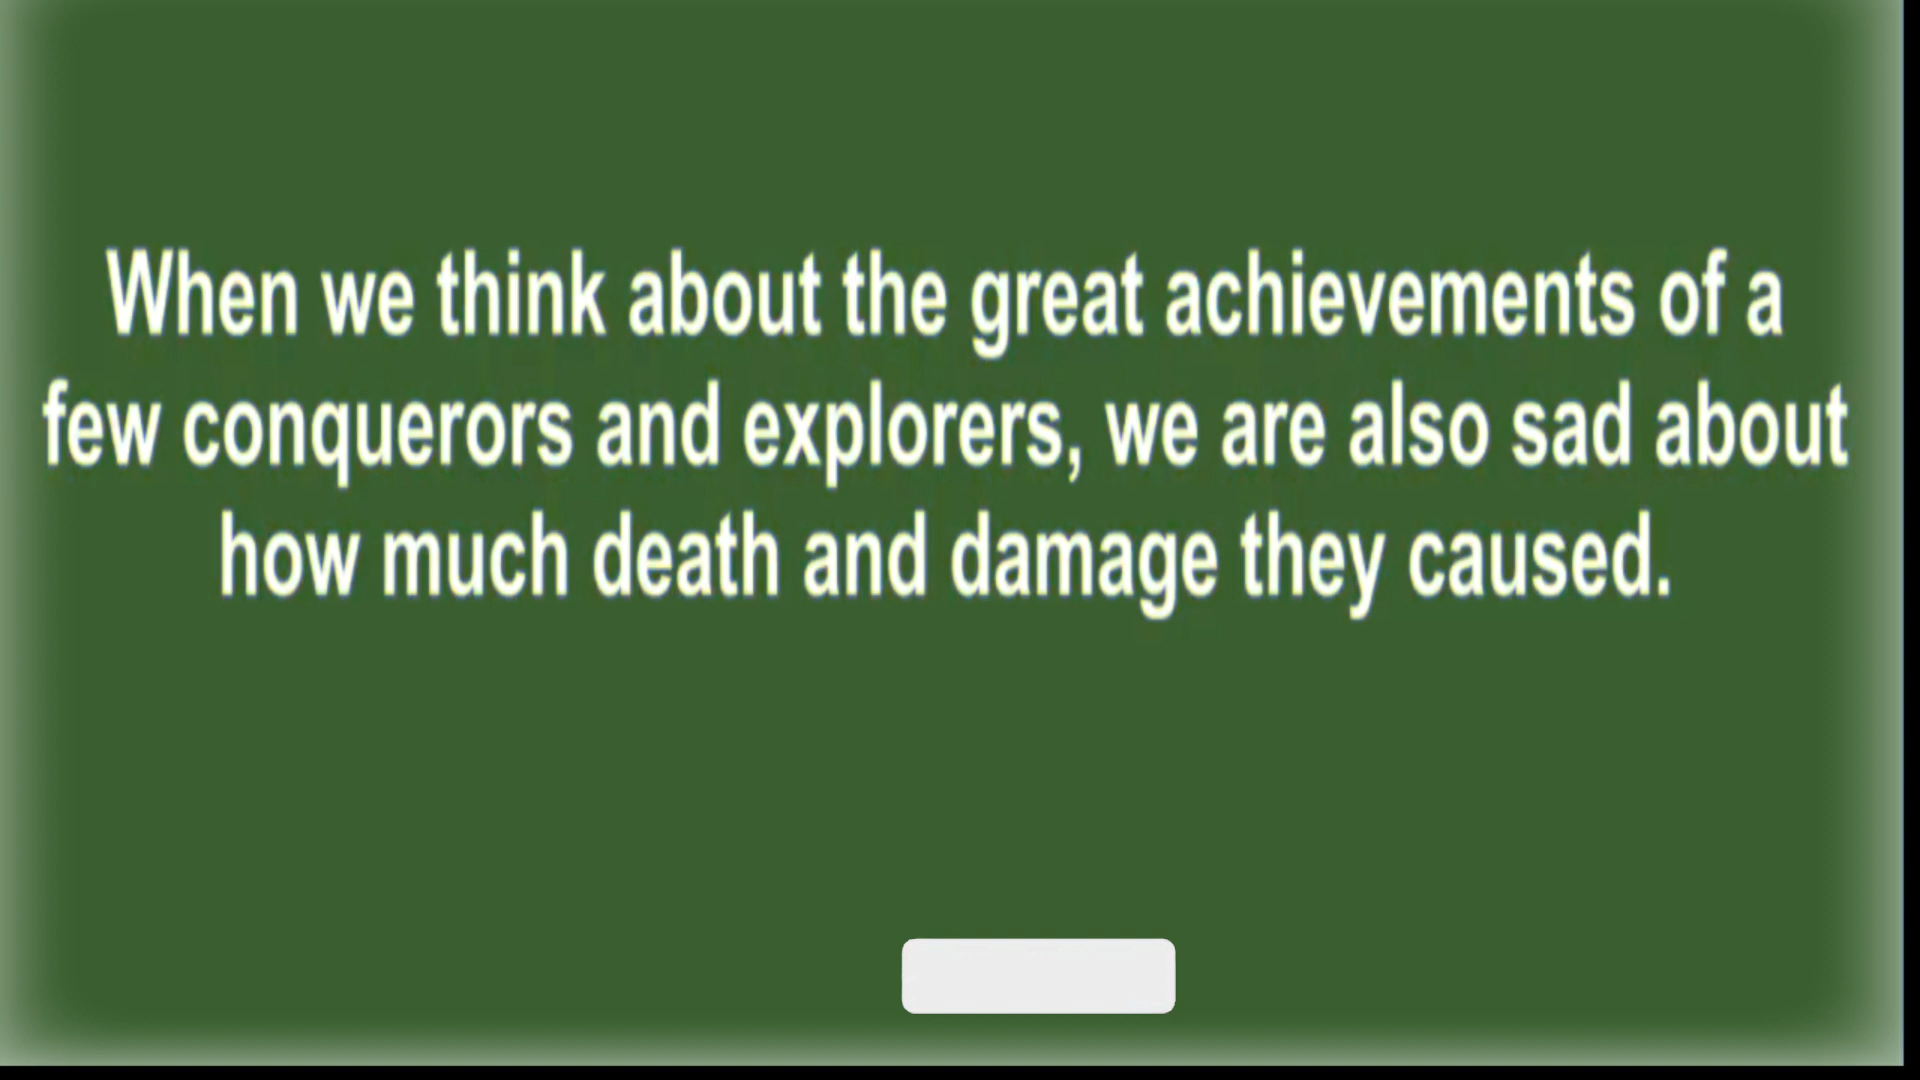 When we think about the great achievements of a
few conquerors and explorers, we are also sad about
how much death and damage they caused.